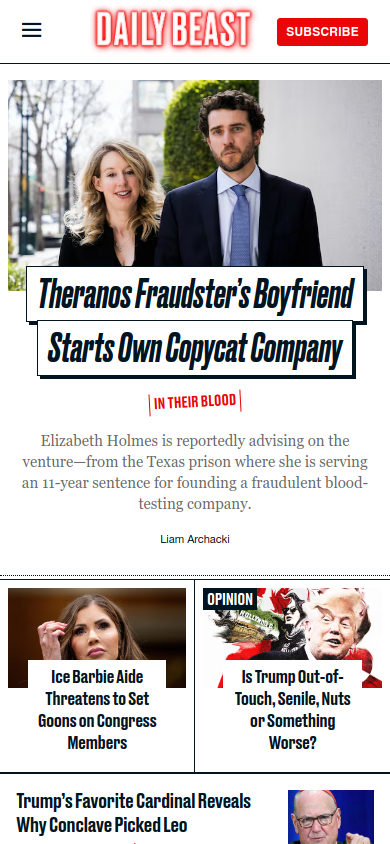 DAILY BEAST
SUBSCRIBE
Theranos Fraudster's Boyfriend
Starts Own Copycat Company
IN THEIR BLOOD
Elizabeth Holmes is reportedly advising on the
venture—from the Texas prison where she is serving
an 11-year sentence for founding a fraudulent blood-
testing company.
Liam Archacki
Ice Barbie Aide
Threatens to Set
Goons on Congress
Members
OPINION
Is Trump Out-of-
Touch, Senile, Nuts
or Something
Worse?
Trump's Favorite Cardinal Reveals
Why Conclave Picked Leo